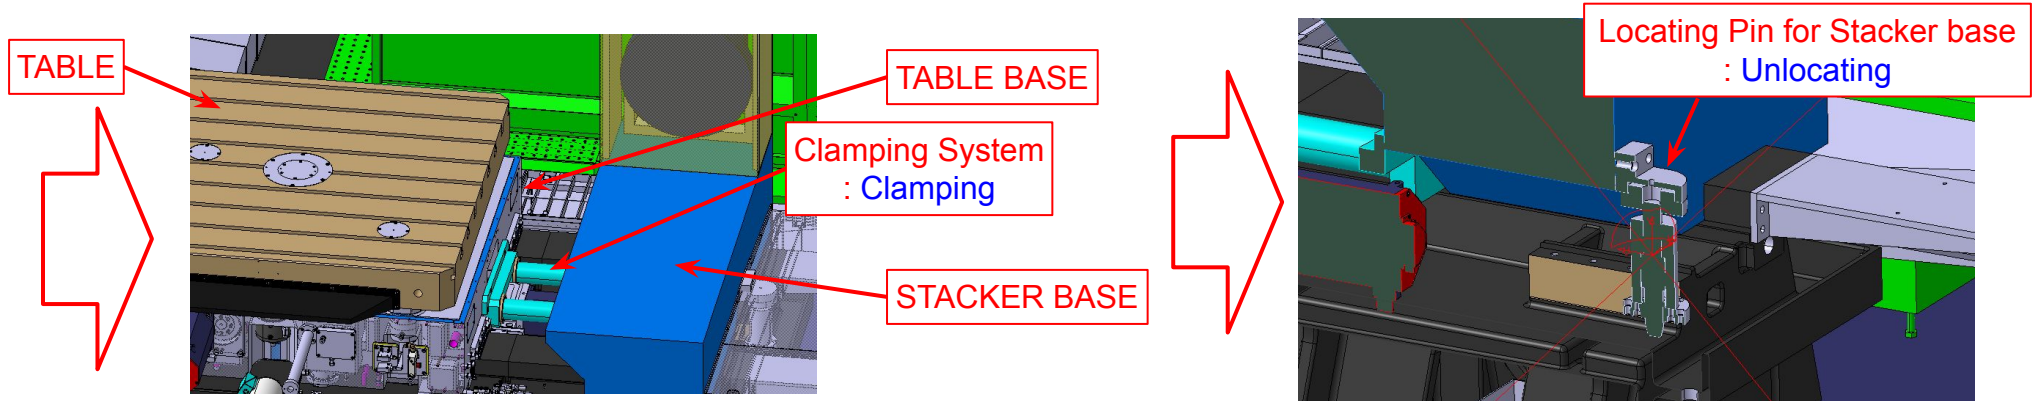 TABLE
TABLE BASE
Clamping System
: Clamping
STACKER BASE
Locating Pin for Stacker base
: Unlocating